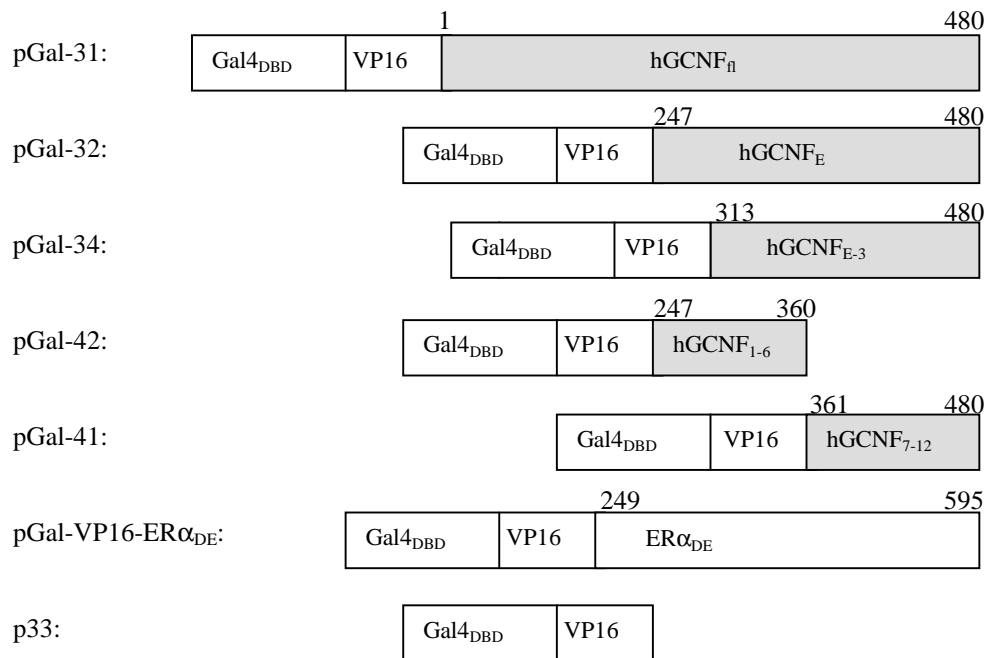 1 480
pGal-31: Gal4DBD VP16 hGCNFfl
247 480
pGal-32: Gal4DBD VP16 hGCNFE
313 480
pGal-34: Gal4DBD VP16 hGCNFE-3
247 360
pGal-42: Gal4DBD VP16 hGCNF1-6
361 480
pGal-41: Gal4DBD VP16 hGCNF7-12
249 595
pGal-VP16-ERαDE: Gal4DBD VP16 ERαDE
p33: Gal4DBD VP16